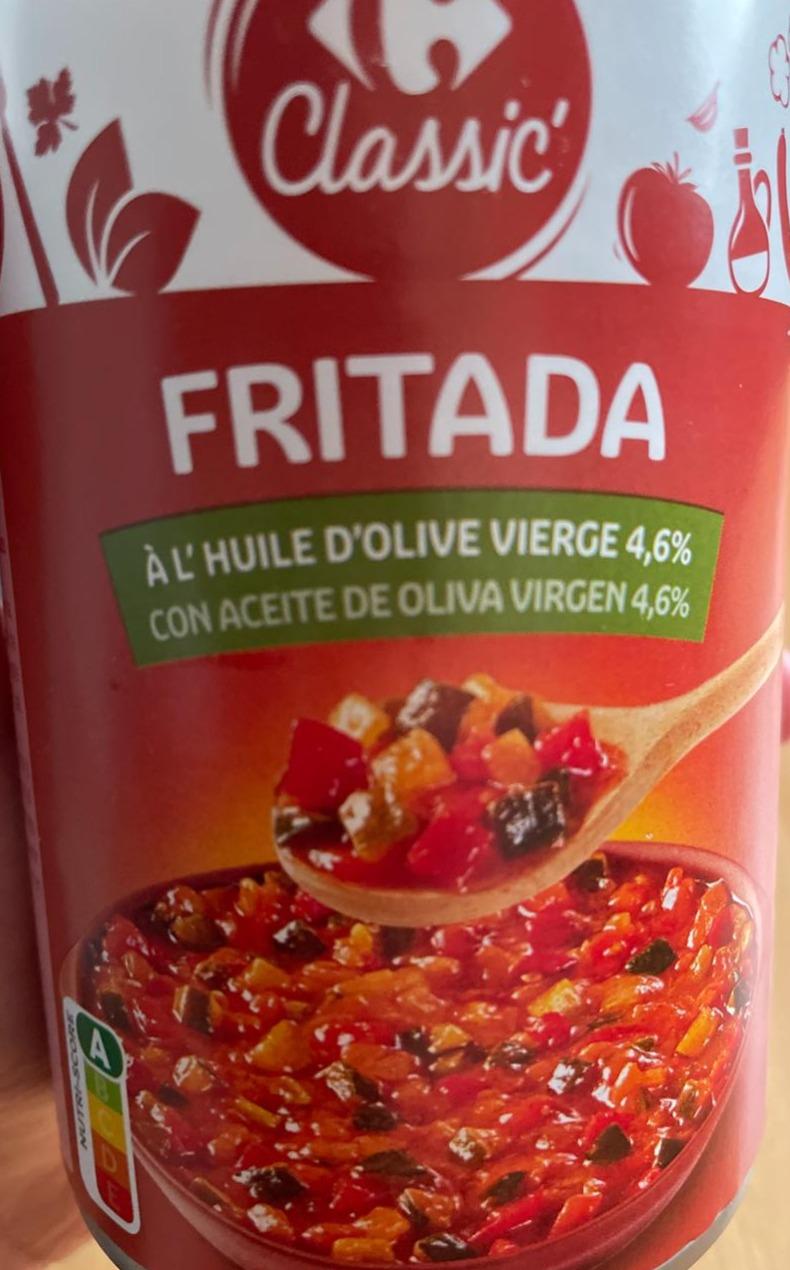 Classic'
FRITADA
À L' HUILE D'OLIVE VIERGE 4,6%
CON ACEITE DE OLIVA VIRGEN 4,6%
NUTRI-SCORE
A
B
C
D
E